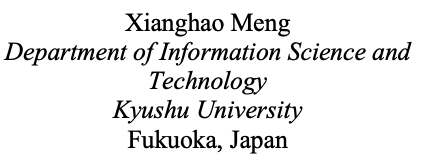 Xianghao Meng
Department of Information Science and
Technology
Kyushu University
Fukuoka, Japan